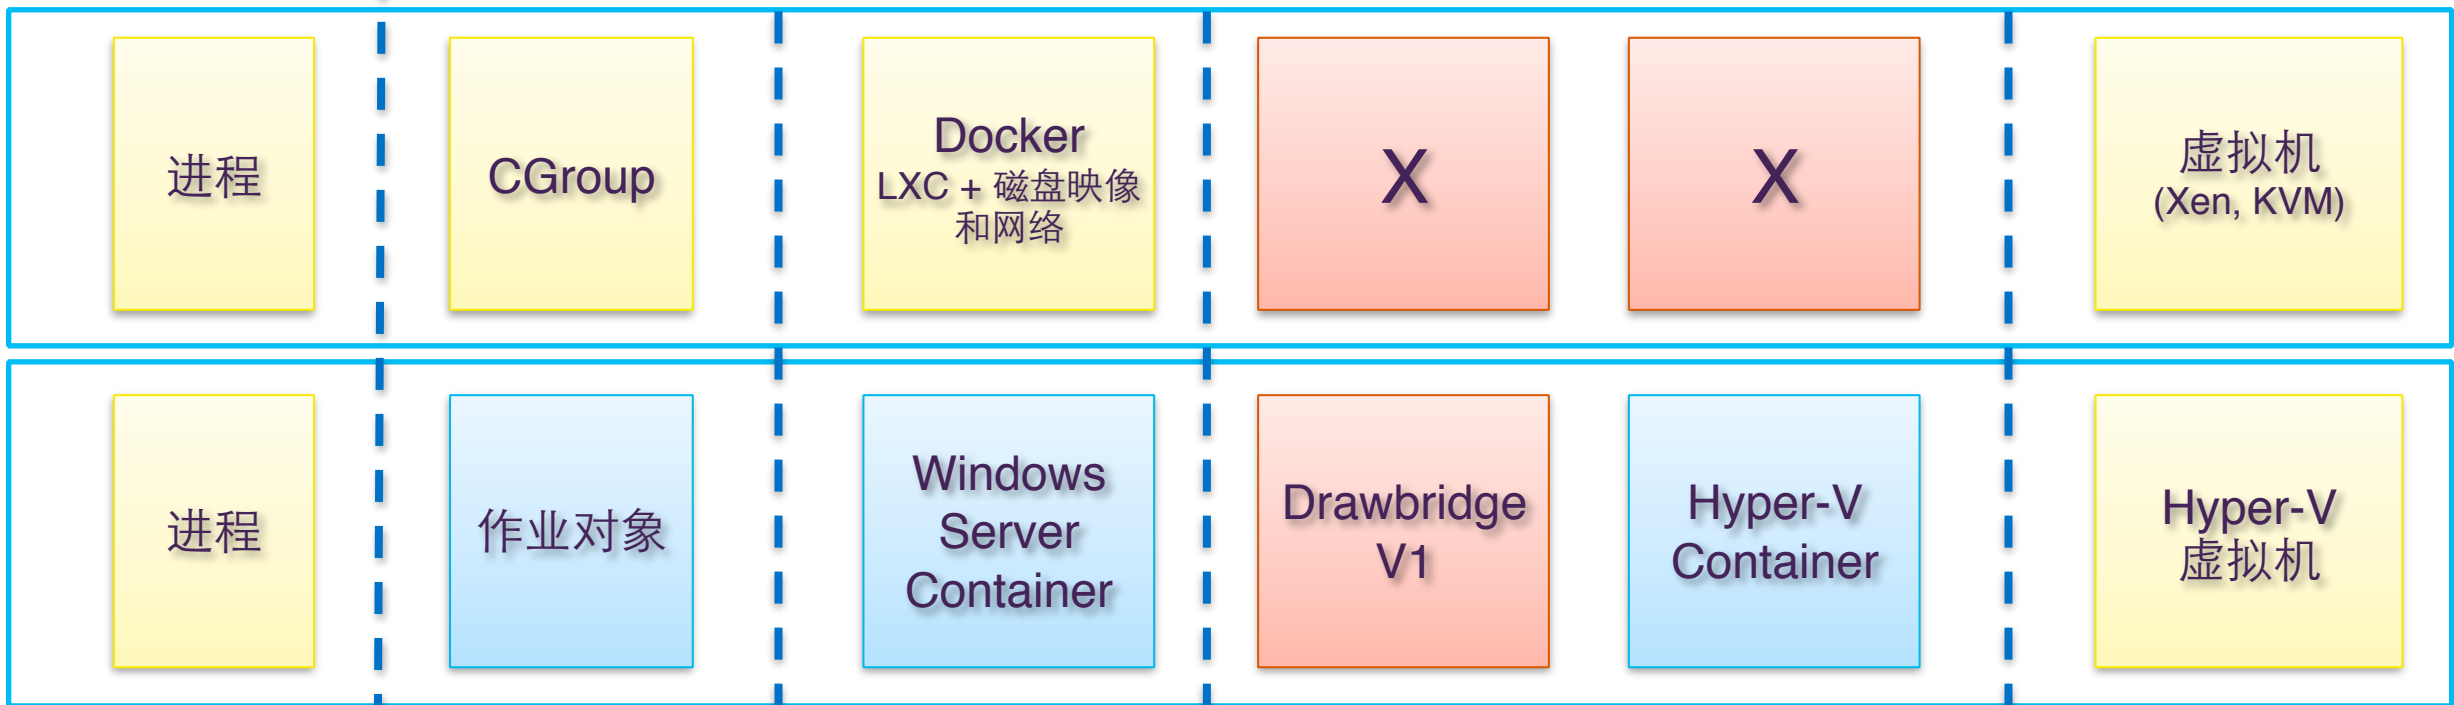 进程
CGroup
Docker
LXC + 磁盘映像
和网络
X
X
虚拟机
(Xen, KVM)
进程
作业对象
Windows
Server
Container
Drawbridge
V1
Hyper-V
Container
Hyper-V
虚拟机